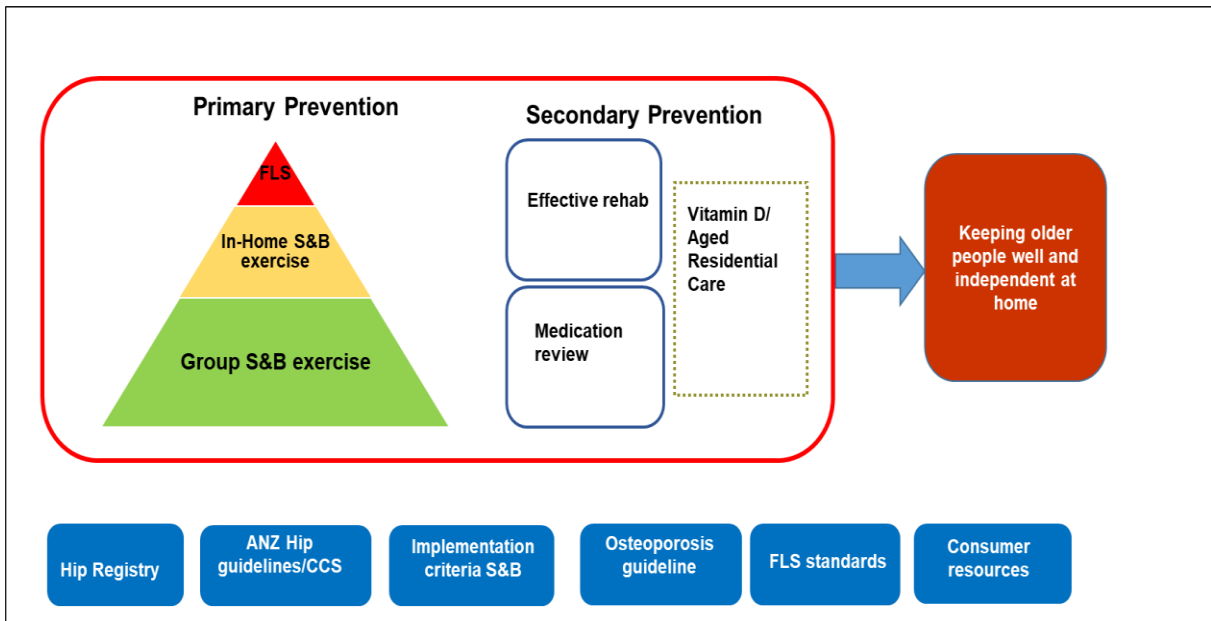 Primary Prevention
FLS
In-Home S&B
exercise
Group S&B exercise
Secondary Prevention
Effective rehab
Medication
review
Vitamin D/
Aged
Residential
Care
Keeping older
people well and
independent at
home
Hip Registry
ANZ Hip
guidelines/CCS
Implementation
criteria S&B
Osteoporosis
guideline
FLS standards
Consumer
resources